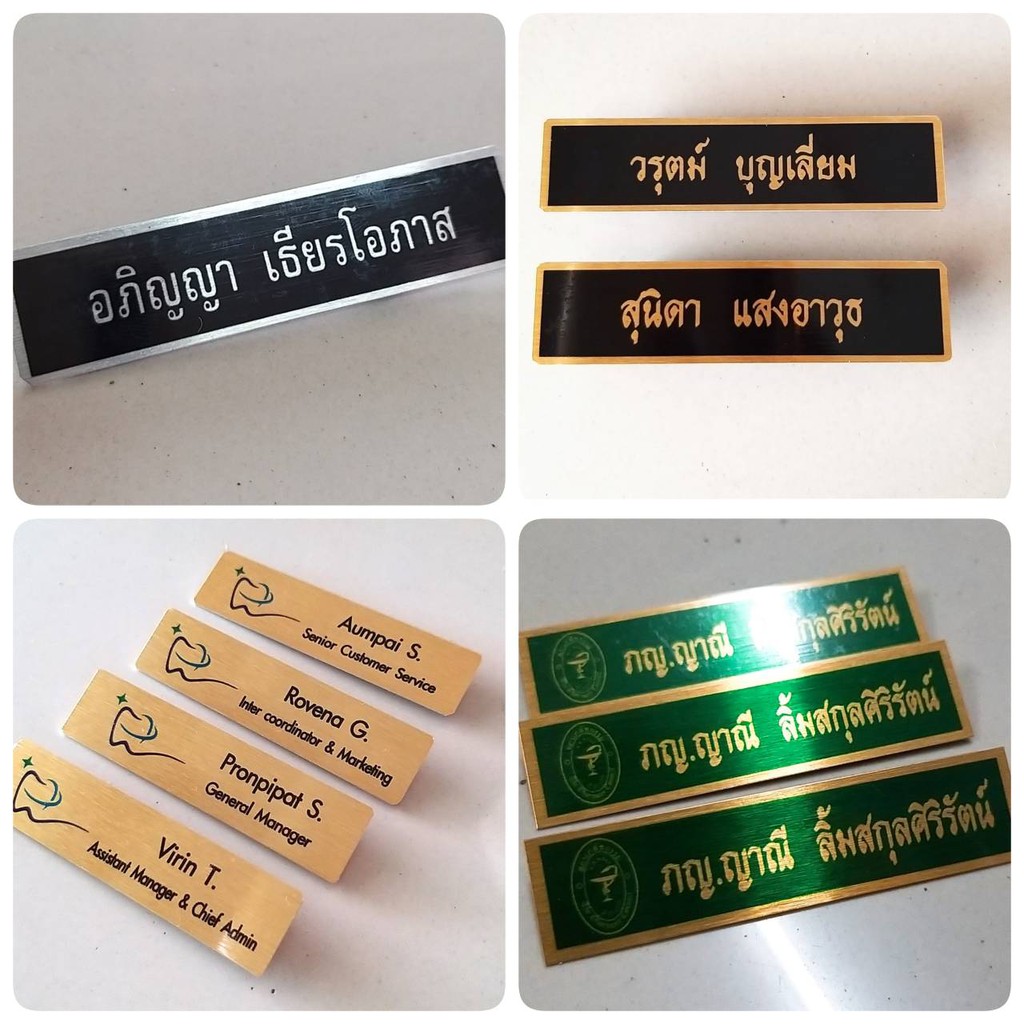 อภิญญา เธียรโอภาส
วรุตม์ บุญเลี่ยม
สุนิดา แสงอาวุธ
Aumpai S.
Senior Customer Service
Rovena G.
Inter coordinator & Marketing
Pronpipat S.
General Manager
Virin T.
Assistant Manager & Chief Admin
ภญ.ญาณี สกุลศิริรัตน์
ภญ.ญาณี ลิ้มสกุลศิริรัตน์
ภญ.ญาณี ลิ้มสกุลศิริรัตน์